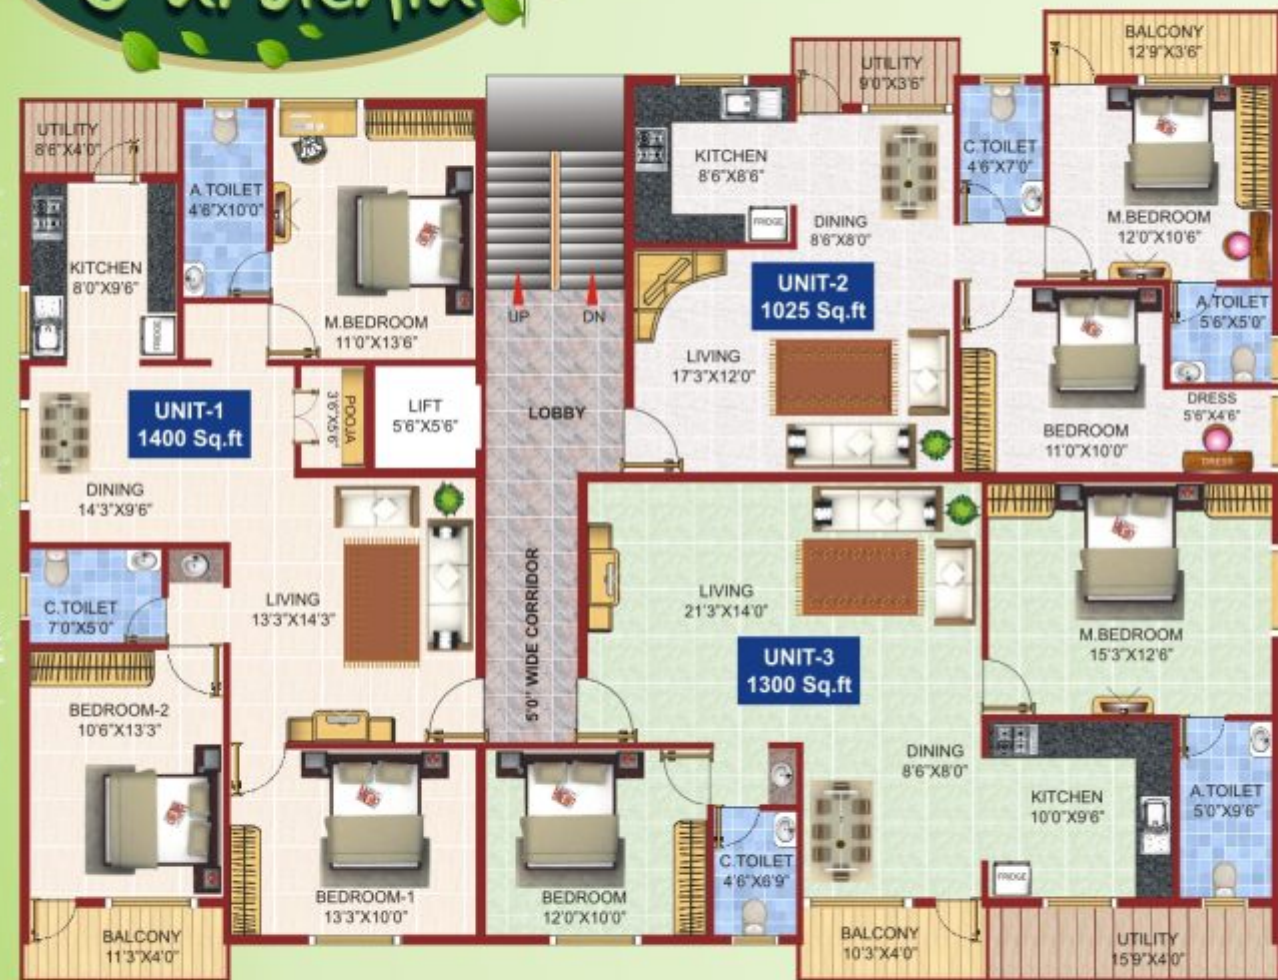 UTILITY
8'6"X4'0"
A.TOILET
4'6"X10'0"
KITCHEN
8'0"X9'6"
FRIDGE
M.BEDROOM
11'0"X13'6"
UNIT-1
1400 Sq.ft
POOJA
3'6"X5'6"
LIFT
5'6"X5'6"
DINING
14'3"X9'6"
C.TOILET
7'0"X5'0"
LIVING
13'3"X14'3"
BEDROOM-2
10'6"X13'3"
BEDROOM-1
13'3"X10'0"
BALCONY
11'3"X4'0"
UP
DN
LOBBY
5'0" WIDE CORRIDOR
UTILITY
9'0"X3'6"
BALCONY
12'9"X3'6"
KITCHEN
8'6"X8'6"
FRIDGE
DINING
8'6"X8'0"
C.TOILET
4'6"X7'0"
M.BEDROOM
12'0"X10'6"
UNIT-2
1025 Sq.ft
A.TOILET
5'6"X5'0"
LIVING
17'3"X12'0"
DRESS
5'6"X4'6"
BEDROOM
11'0"X10'0"
DRESS
LIVING
21'3"X14'0"
M.BEDROOM
15'3"X12'6"
UNIT-3
1300 Sq.ft
DINING
8'6"X8'0"
KITCHEN
10'0"X9'6"
A.TOILET
5'0"X9'6"
FRIDGE
C.TOILET
4'6"X6'9"
BEDROOM
12'0"X10'0"
BALCONY
10'3"X4'0"
UTILITY
15'9"X4'0"